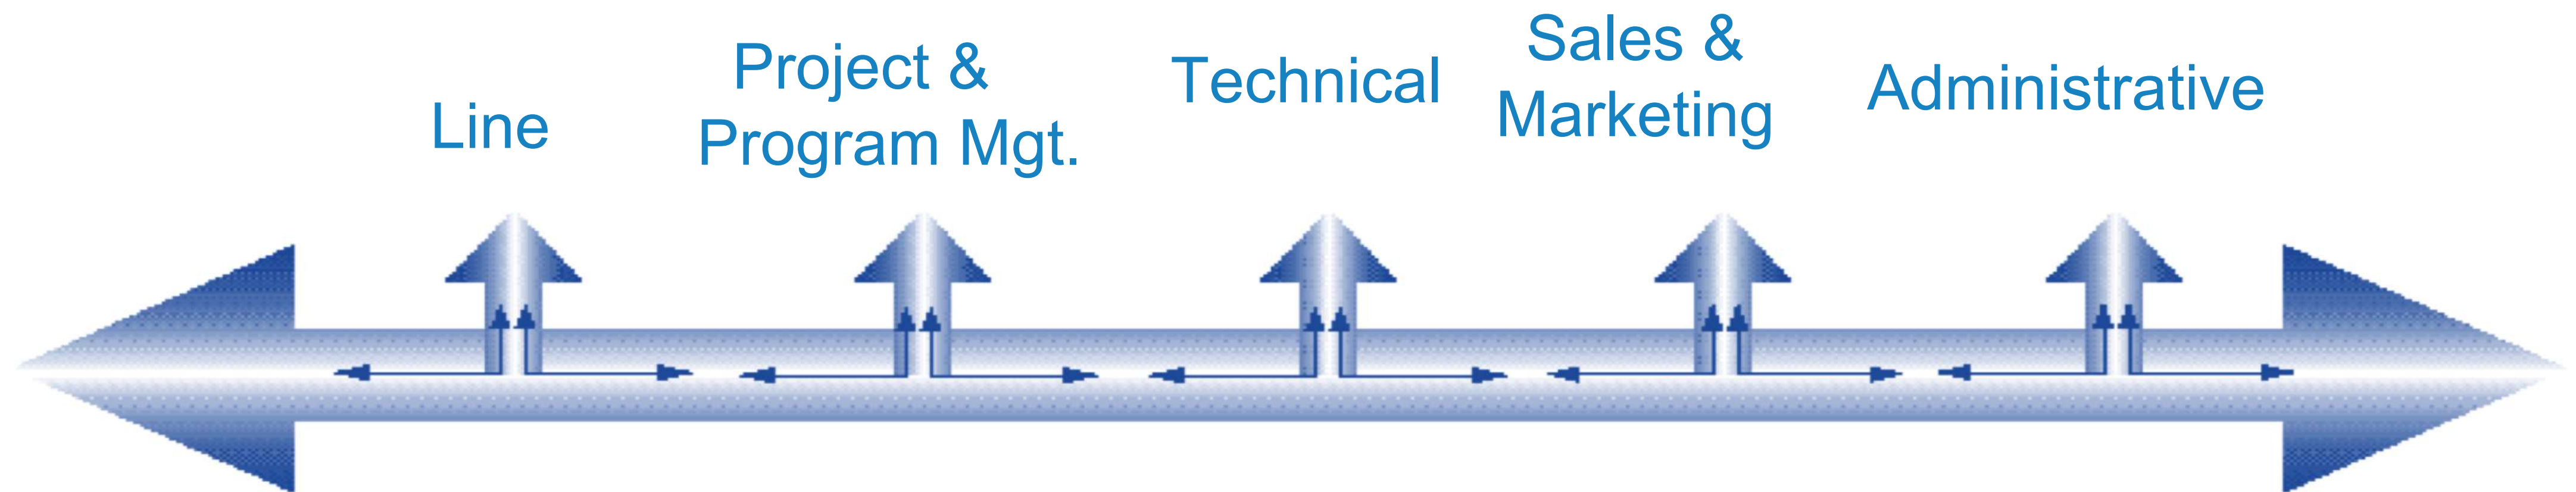 Line
Project &
Program Mgt.
Technical
Sales &
Marketing
Administrative